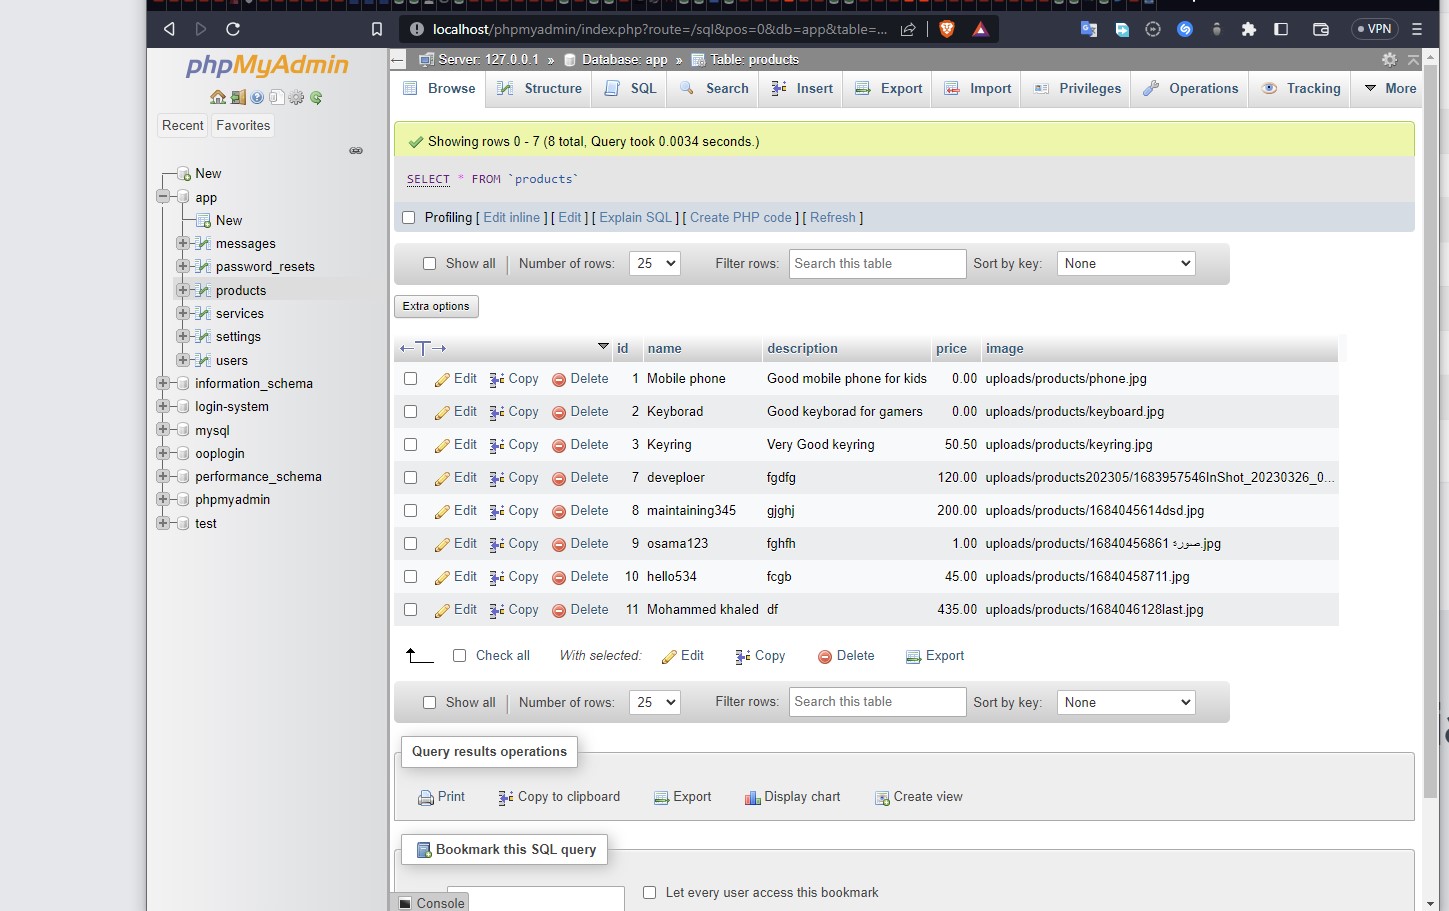 localhost/phpmyadmin/index.php?route=/sql&pos=0&db=app&table=...
VPN
phpMyAdmin
Recent Favorites
New
app
New
messages
password_resets
products
services
settings
users
information_schema
login-system
mysql
ooplogin
performance_schema
phpmyadmin
test
Server: 127.0.0.1 » Database: app » Table: products
Browse Structure SQL Search Insert Export Import Privileges Operations Tracking More
Showing rows 0 - 7 (8 total, Query took 0.0034 seconds.)
SELECT * FROM `products`
Profiling [ Edit inline ] [ Edit ] [ Explain SQL ] [ Create PHP code ] [ Refresh ]
Show all Number of rows: 25 Filter rows: Search this table Sort by key: None
Extra options
id name description price image
Edit Copy Delete 1 Mobile phone Good mobile phone for kids 0.00 uploads/products/phone.jpg
Edit Copy Delete 2 Keyborad Good keyborad for gamers 0.00 uploads/products/keyboard.jpg
Edit Copy Delete 3 Keyring Very Good keyring 50.50 uploads/products/keyring.jpg
Edit Copy Delete 7 deveploer fgdfg 120.00 uploads/products202305/1683957546InShot_20230326_0...
Edit Copy Delete 8 maintaining345 gjghj 200.00 uploads/products/1684045614dsd.jpg
Edit Copy Delete 9 osama123 fghfh 1.00 uploads/products/16840456861 صورة.jpg
Edit Copy Delete 10 hello534 fcgb 45.00 uploads/products/16840458711.jpg
Edit Copy Delete 11 Mohammed khaled df 435.00 uploads/products/1684046128last.jpg
Check all With selected: Edit Copy Delete Export
Show all Number of rows: 25 Filter rows: Search this table Sort by key: None
Query results operations
Print Copy to clipboard Export Display chart Create view
Bookmark this SQL query
Let every user access this bookmark
Console